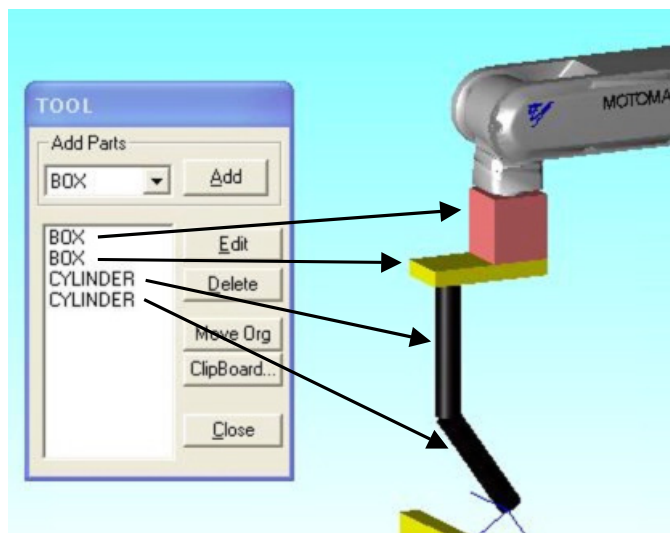 TOOL
Add Parts
BOX
Add
BOX
BOX
CYLINDER
CYLINDER
Edit
Delete
Move Org
ClipBoard...
Close
MOTOMA